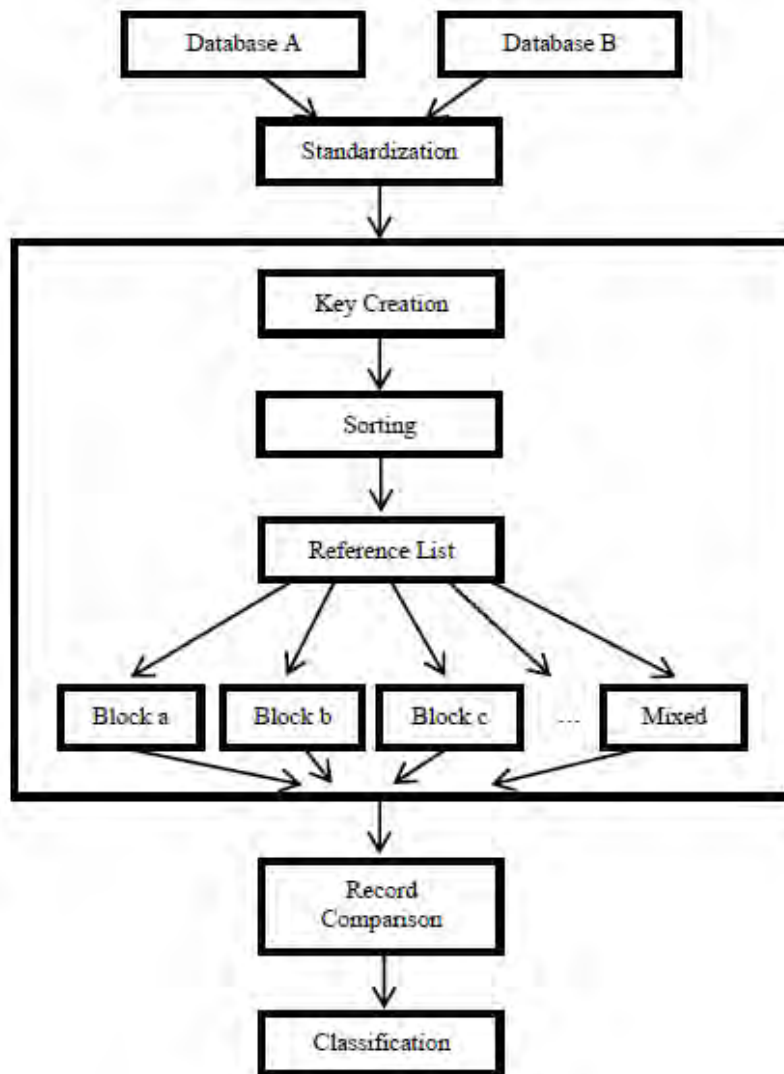 Database A
Database B
Standardization
Key Creation
Sorting
Reference List
Block a
Block b
Block c
...
Mixed
Record
Comparison
Classification